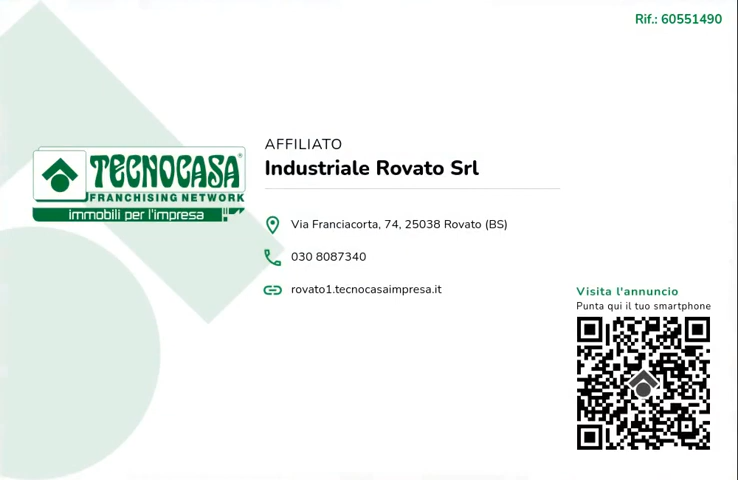 Rif.: 60551490
AFFILIATO
Industriale Rovato Srl
TECNOCASA®
FRANCHISING NETWORK
immobili per l'impresa
Via Franciacorta, 74, 25038 Rovato (BS)
030 8087340
rovato1.tecnocasaimpresa.it
Visita l'annuncio
Punta qui il tuo smartphone